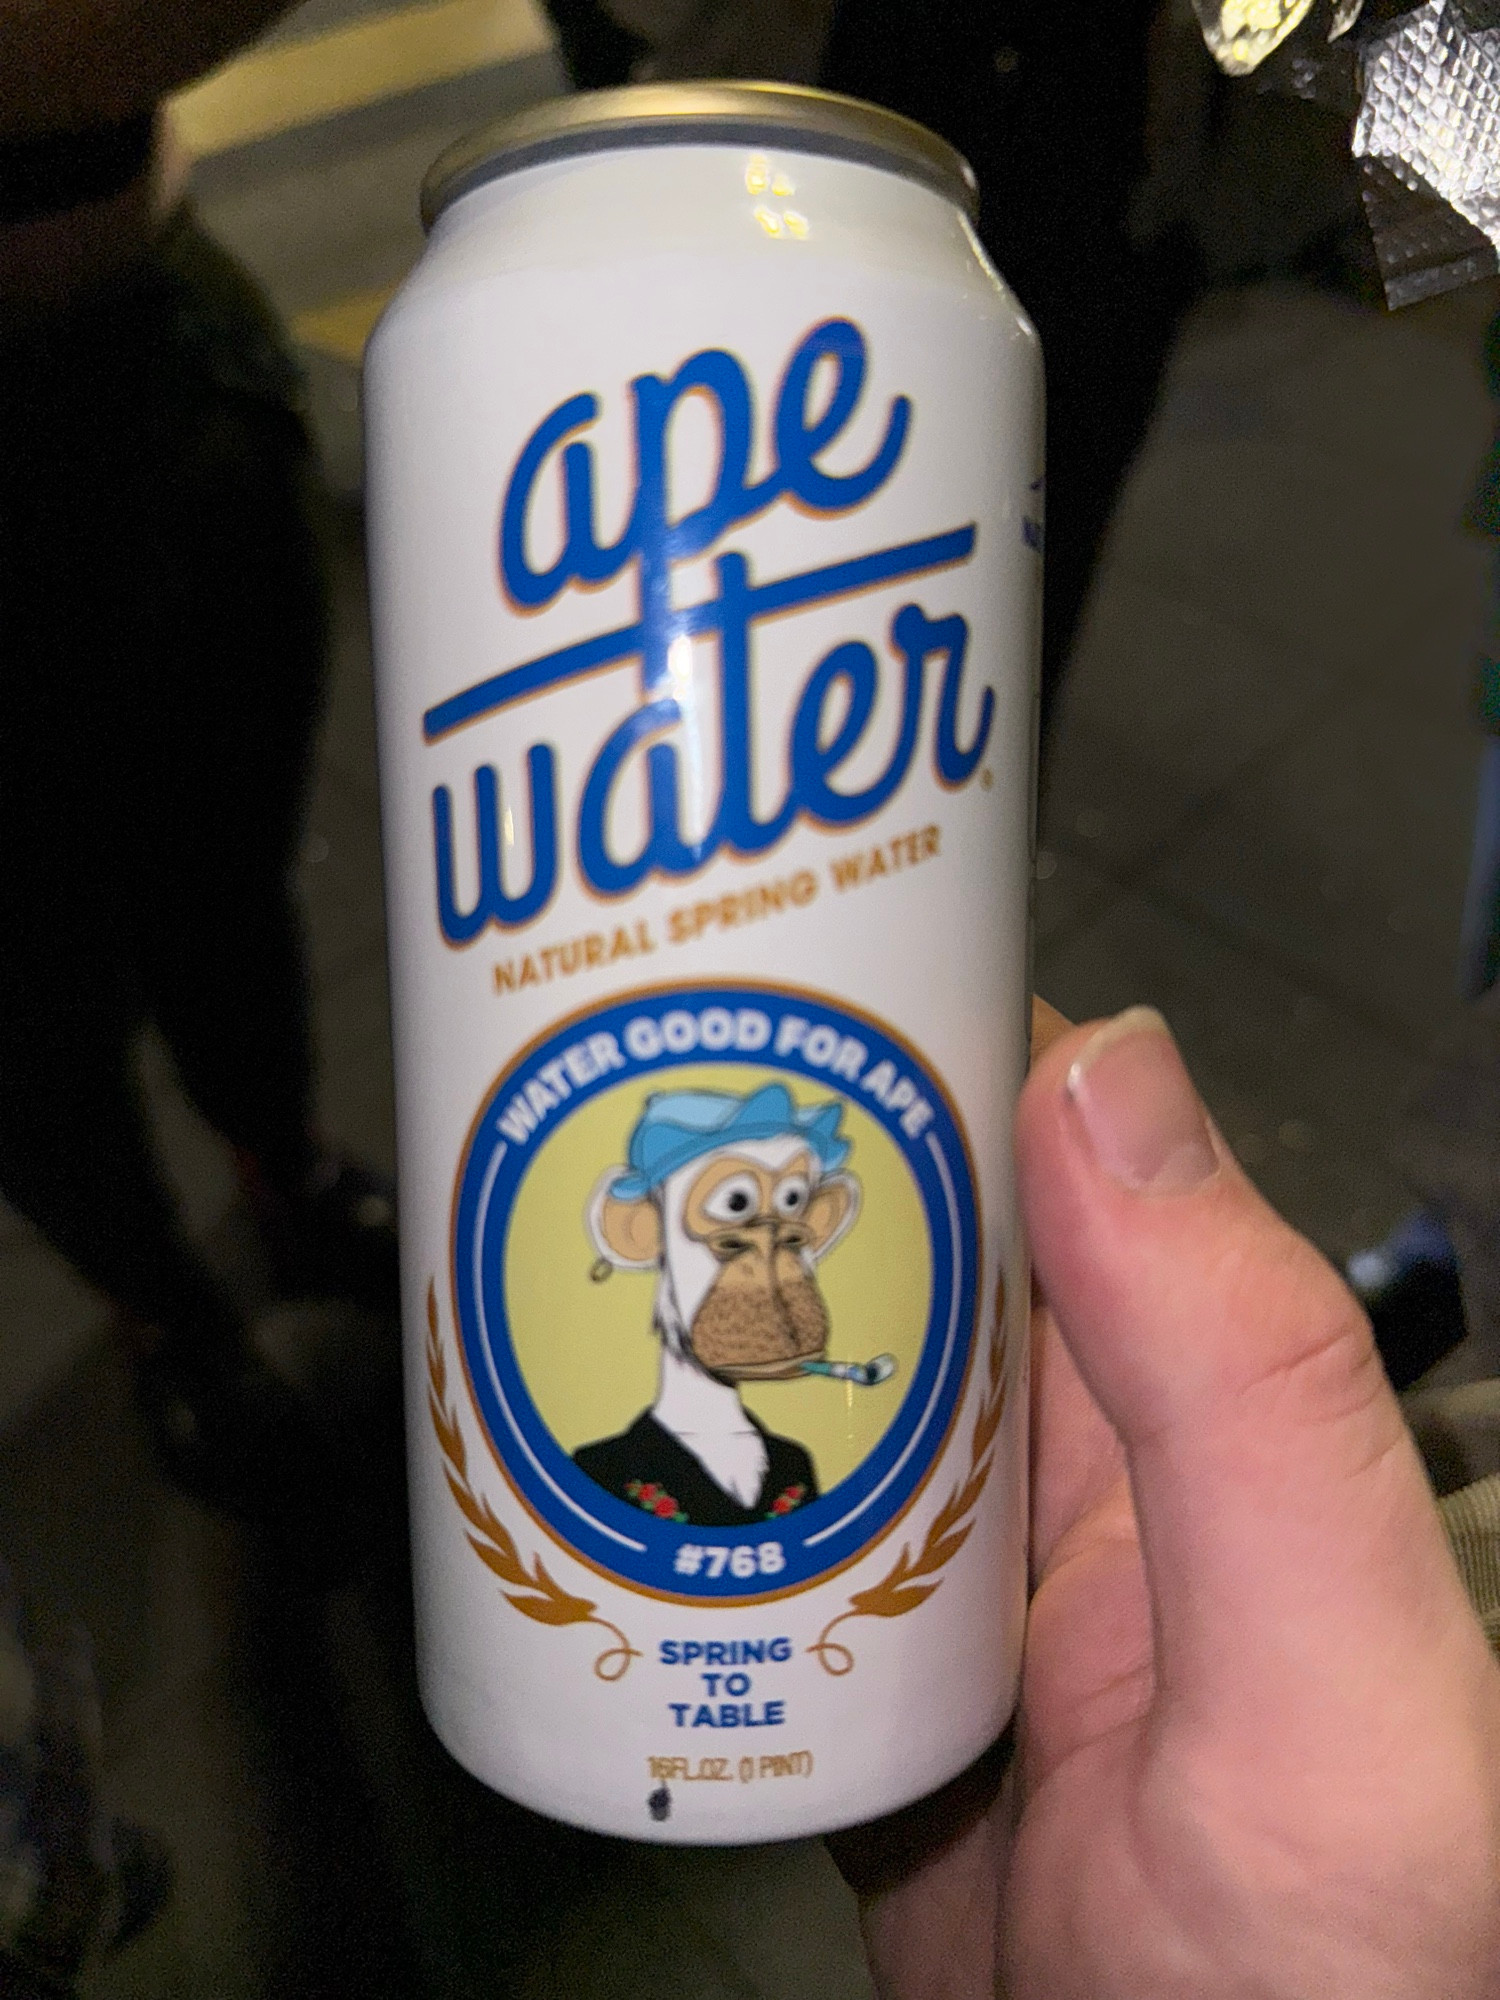 ape
water
NATURAL SPRING WATER
WATER GOOD FOR APE
#768
SPRING
TO
TABLE
16FL.OZ. (1 PINT)